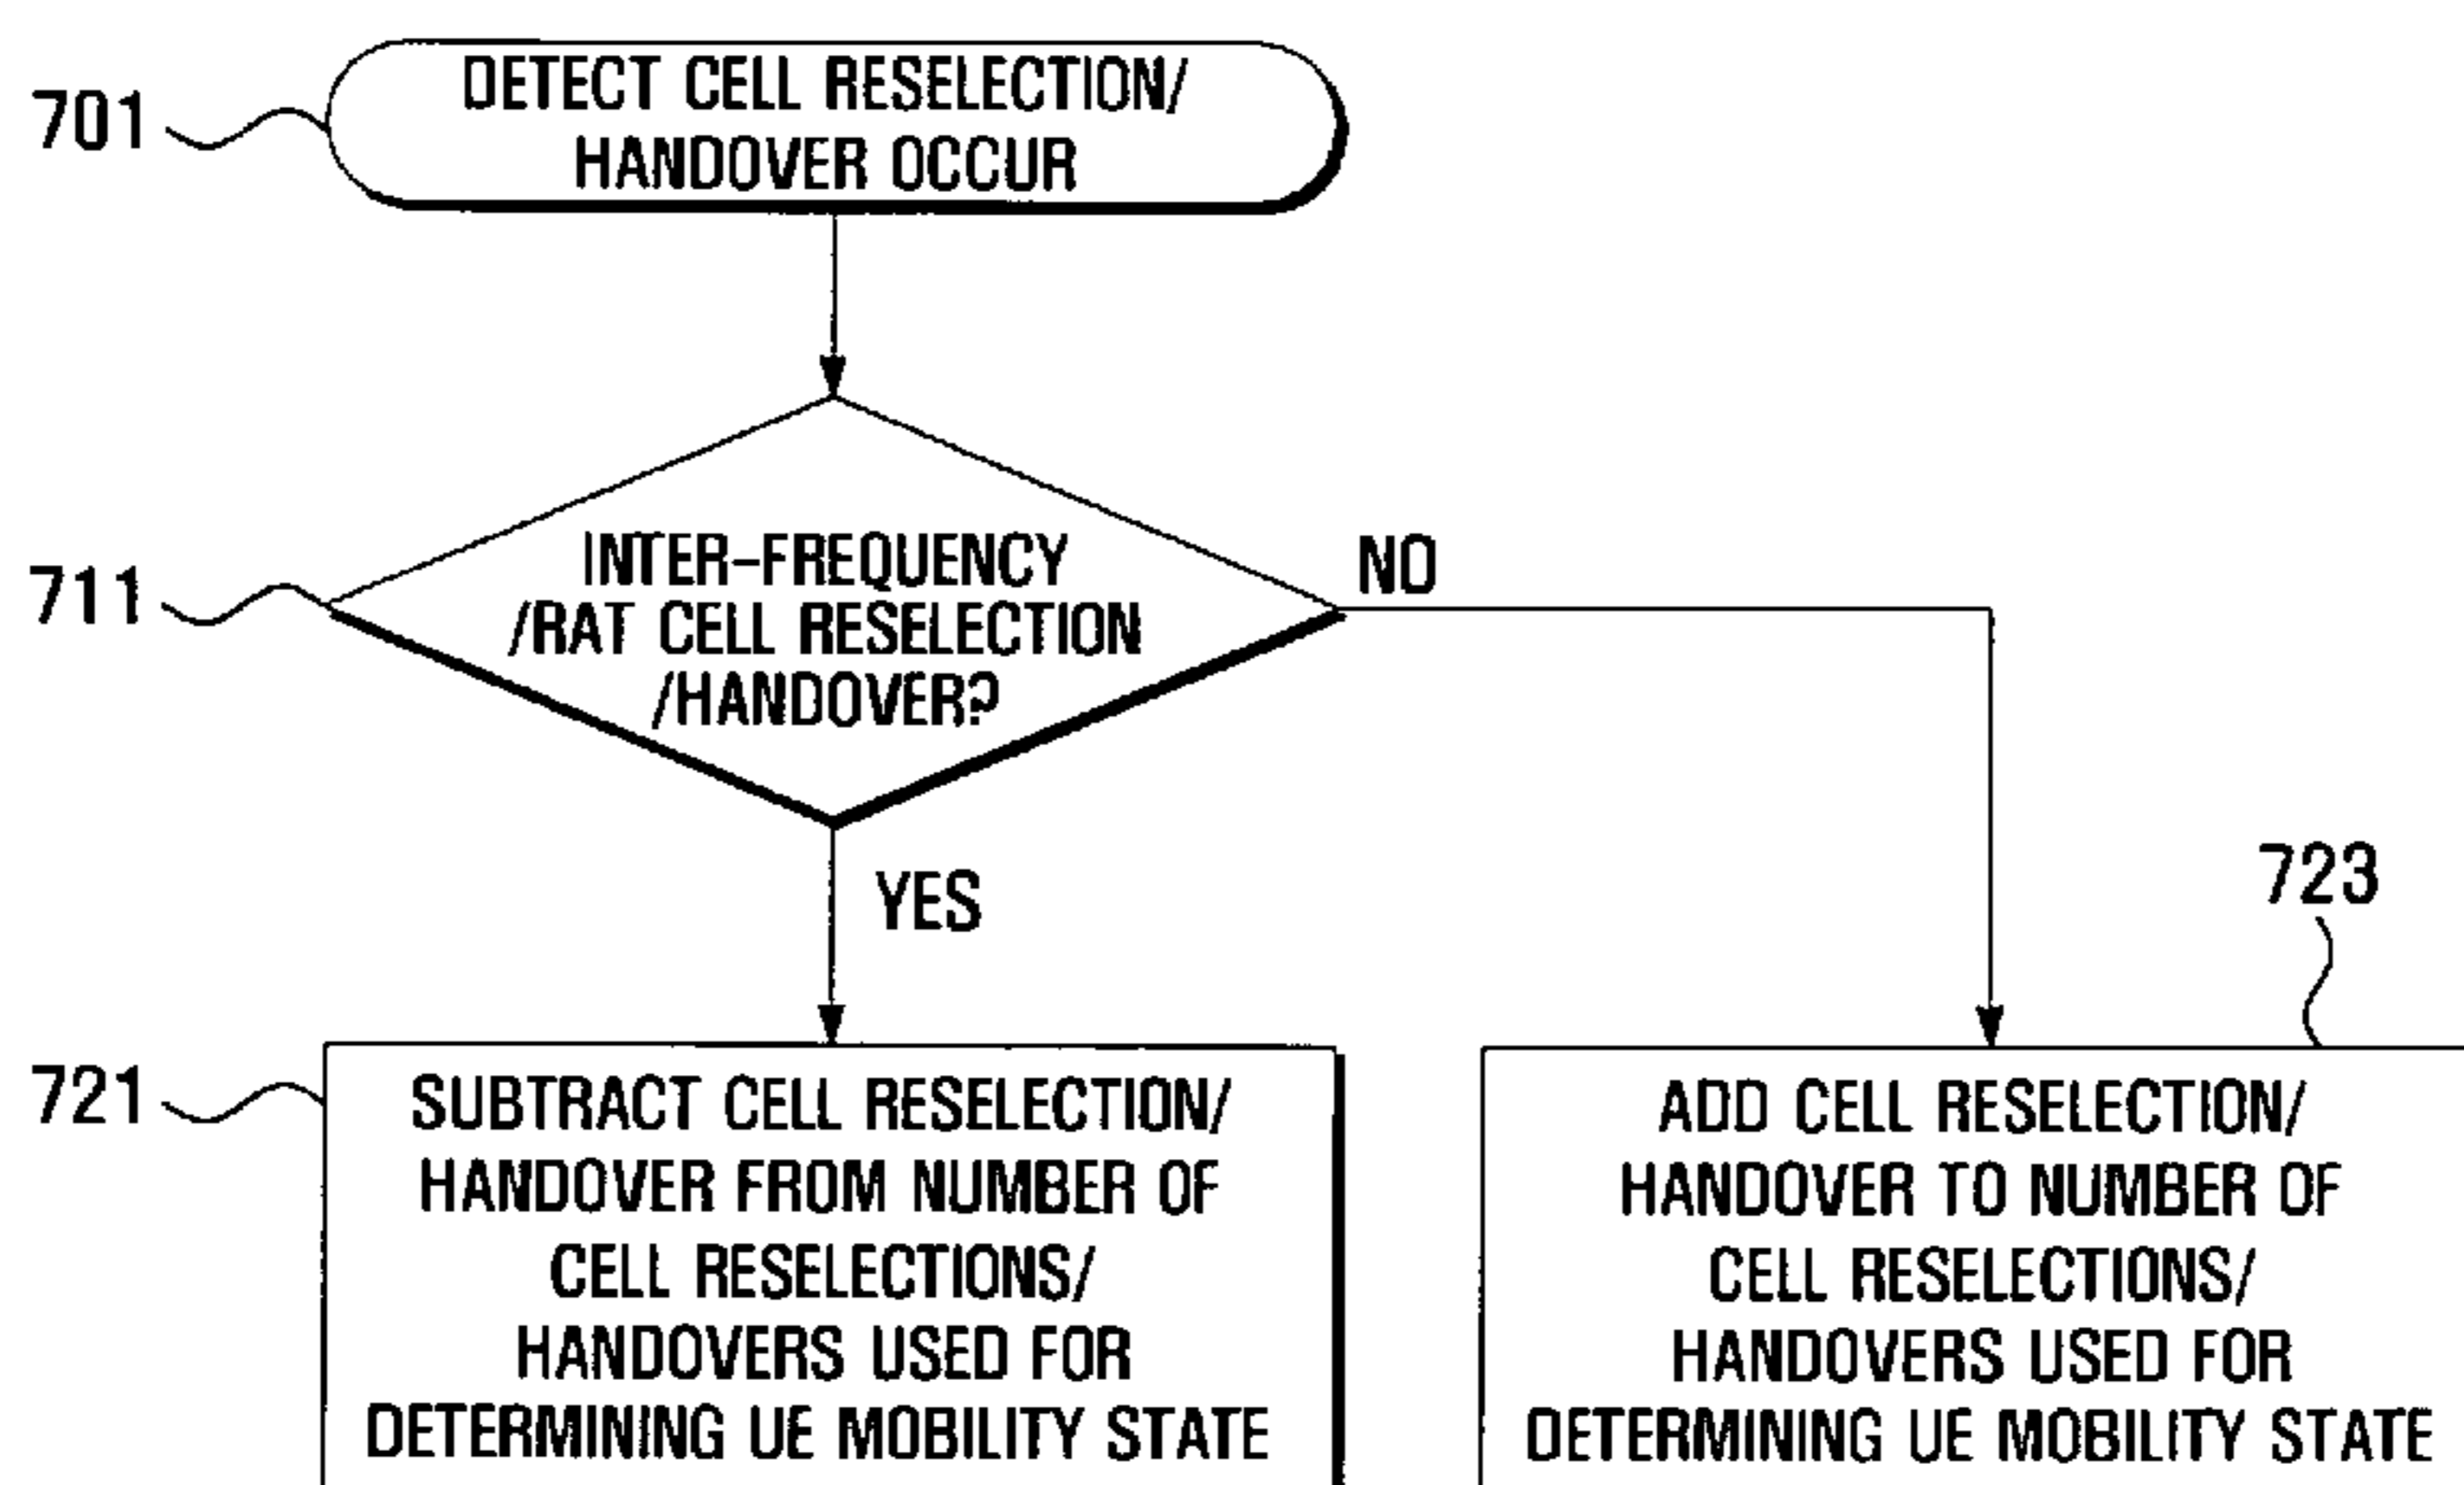 701
DETECT CELL RESELECTION/
HANDOVER OCCUR
711
INTER-FREQUENCY
/RAT CELL RESELECTION
/HANDOVER?
NO
YES
721
SUBTRACT CELL RESELECTION/
HANDOVER FROM NUMBER OF
CELL RESELECTIONS/
HANDOVERS USED FOR
DETERMINING UE MOBILITY STATE
723
ADD CELL RESELECTION/
HANDOVER TO NUMBER OF
CELL RESELECTIONS/
HANDOVERS USED FOR
DETERMINING UE MOBILITY STATE